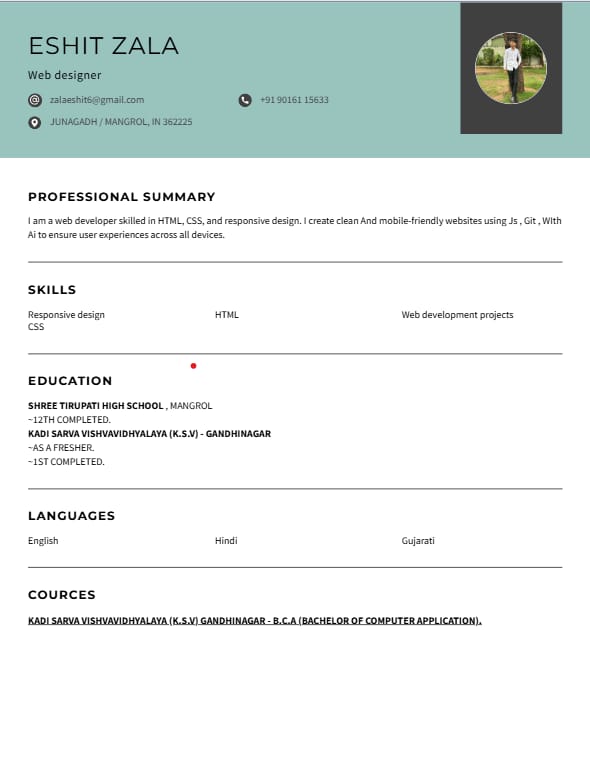 ESHIT ZALA
Web designer
zalaeshit6@gmail.com +91 90161 15633
JUNAGADH / MANGROL, IN 362225
PROFESSIONAL SUMMARY
I am a web developer skilled in HTML, CSS, and responsive design. I create clean And mobile-friendly websites using Js , Git , WIth
Ai to ensure user experiences across all devices.
SKILLS
Responsive design HTML Web development projects
CSS
EDUCATION
SHREE TIRUPATI HIGH SCHOOL , MANGROL
~12TH COMPLETED.
KADI SARVA VISHVAVIDHYALAYA (K.S.V) - GANDHINAGAR
~AS A FRESHER.
~1ST COMPLETED.
LANGUAGES
English Hindi Gujarati
COURCES
KADI SARVA VISHVAVIDHYALAYA (K.S.V) GANDHINAGAR - B.C.A (BACHELOR OF COMPUTER APPLICATION).